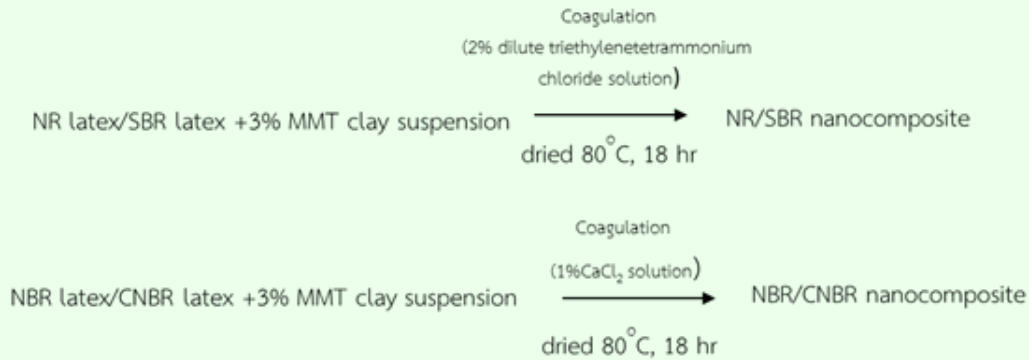 Coagulation
(2% dilute triethylenetetrammonium
chloride solution)
NR latex/SBR latex +3% MMT clay suspension
NR/SBR nanocomposite
dried 80°C, 18 hr
Coagulation
(1%CaCl₂ solution)
NBR latex/CNBR latex +3% MMT clay suspension
NBR/CNBR nanocomposite
dried 80°C, 18 hr